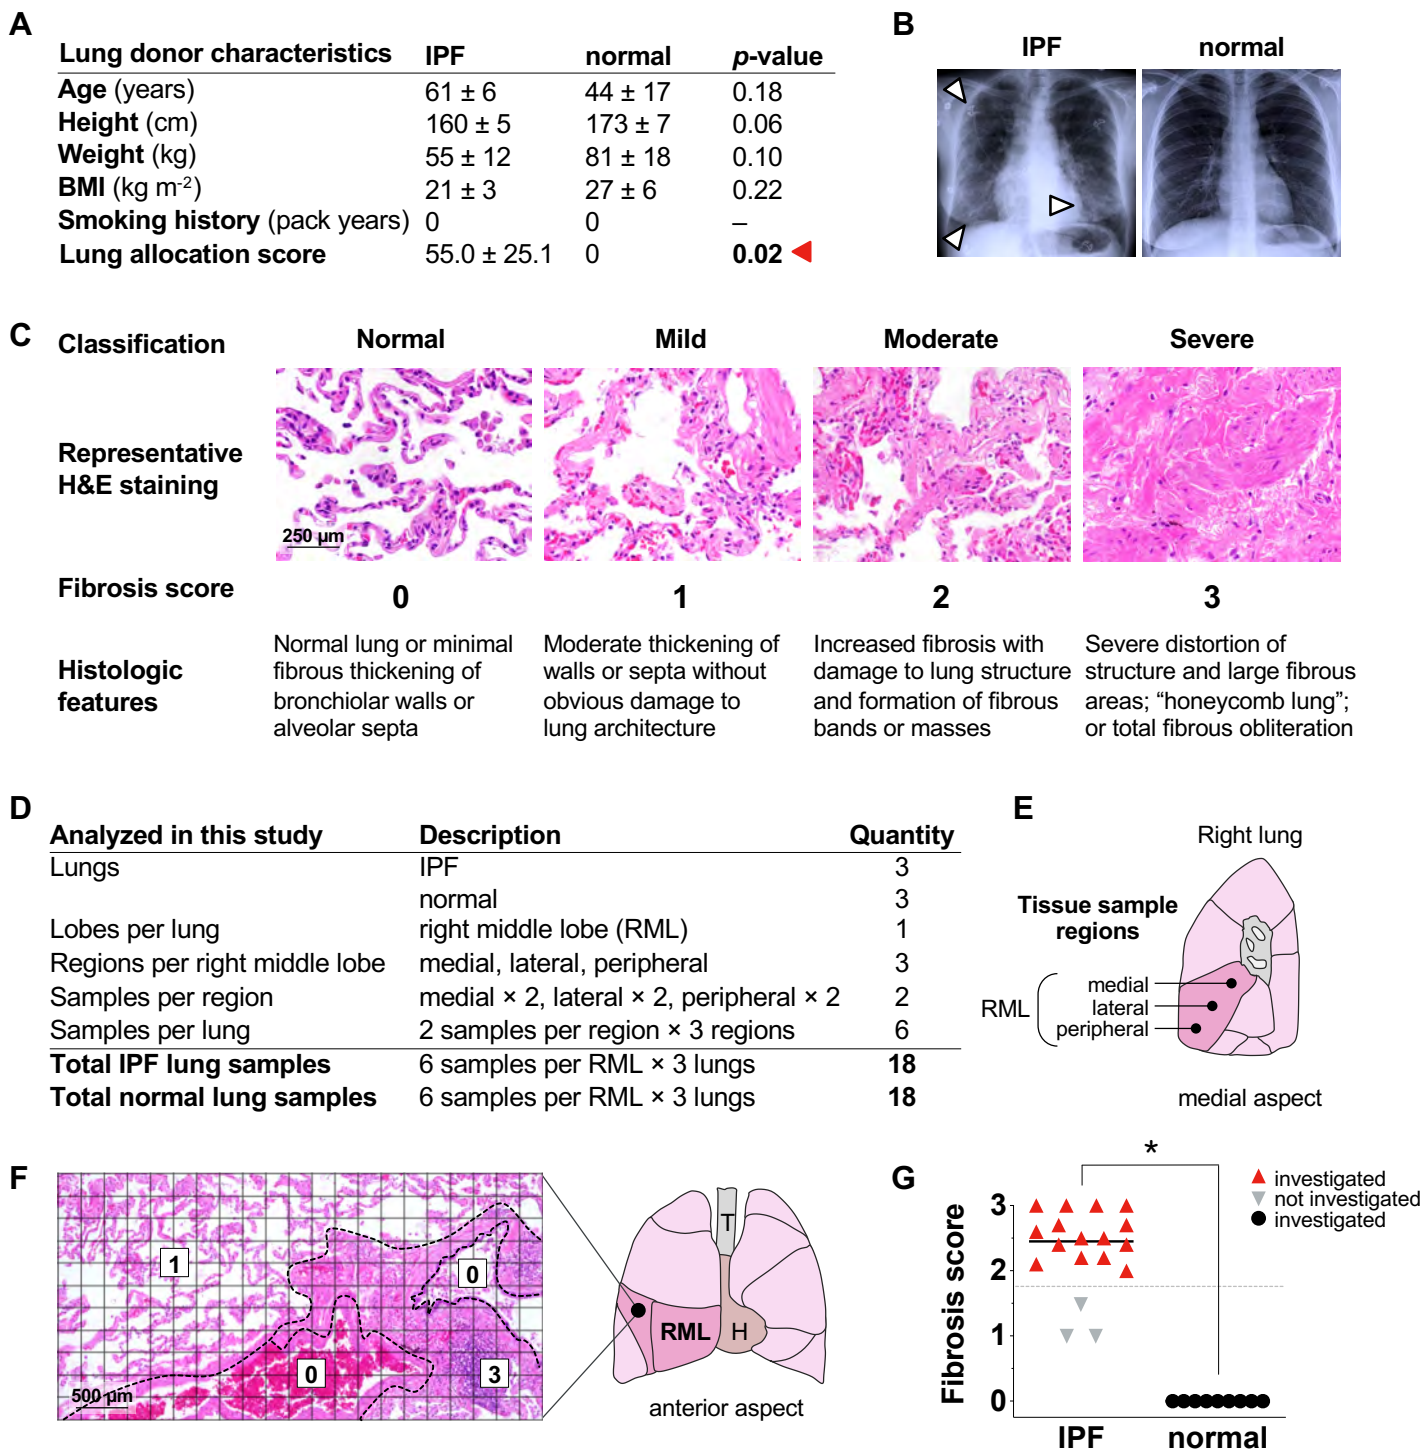 A
Lung donor characteristics IPF normal p-value
Age (years) 61 ± 6 44 ± 17 0.18
Height (cm) 160 ± 5 173 ± 7 0.06
Weight (kg) 55 ± 12 81 ± 18 0.10
BMI (kg m-2) 21 ± 3 27 ± 6 0.22
Smoking history (pack years) 0 0 –
Lung allocation score 55.0 ± 25.1 0 0.02
B
IPF normal
C
Classification Normal Mild Moderate Severe
Representative
H&E staining
250 µm
Fibrosis score 0 1 2 3
Histologic
features
Normal lung or minimal
fibrous thickening of
bronchiolar walls or
alveolar septa
Moderate thickening of
walls or septa without
obvious damage to
lung architecture
Increased fibrosis with
damage to lung structure
and formation of fibrous
bands or masses
Severe distortion of
structure and large fibrous
areas; “honeycomb lung”;
or total fibrous obliteration
D
Analyzed in this study Description Quantity
Lungs IPF 3
normal 3
Lobes per lung right middle lobe (RML) 1
Regions per right middle lobe medial, lateral, peripheral 3
Samples per region medial × 2, lateral × 2, peripheral × 2 2
Samples per lung 2 samples per region × 3 regions 6
Total IPF lung samples 6 samples per RML × 3 lungs 18
Total normal lung samples 6 samples per RML × 3 lungs 18
E
Right lung
Tissue sample
regions
RML
medial
lateral
peripheral
medial aspect
F
1
0
0
3
500 µm
T
RML
H
anterior aspect
G
*
investigated
not investigated
investigated
Fibrosis score
3
2
1
0
IPF normal